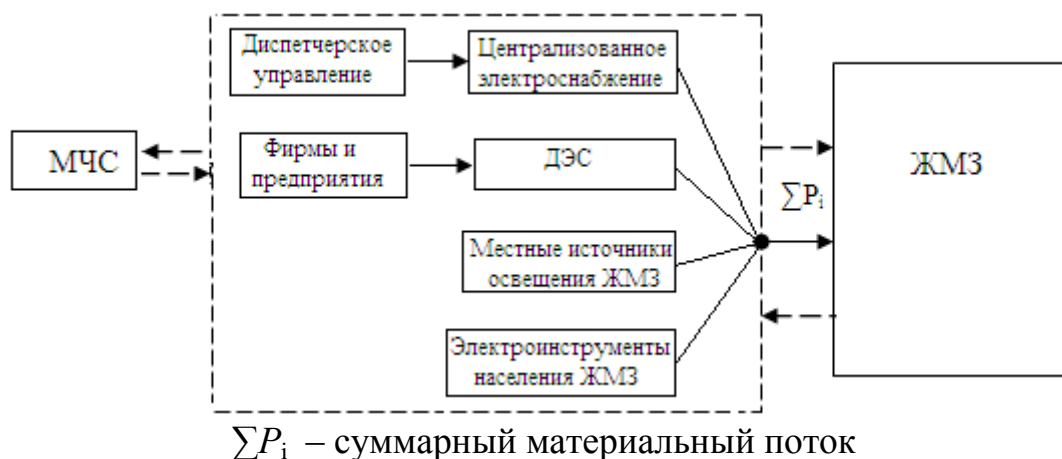 Диспетчерское
управление
Централизованное
электроснабжение
МЧС
Фирмы и
предприятия
ДЭС
ЖМЗ
∑Pi
Местные источники
освещения ЖМЗ
Электроинструменты
населения ЖМЗ
∑Pi – суммарный материальный поток